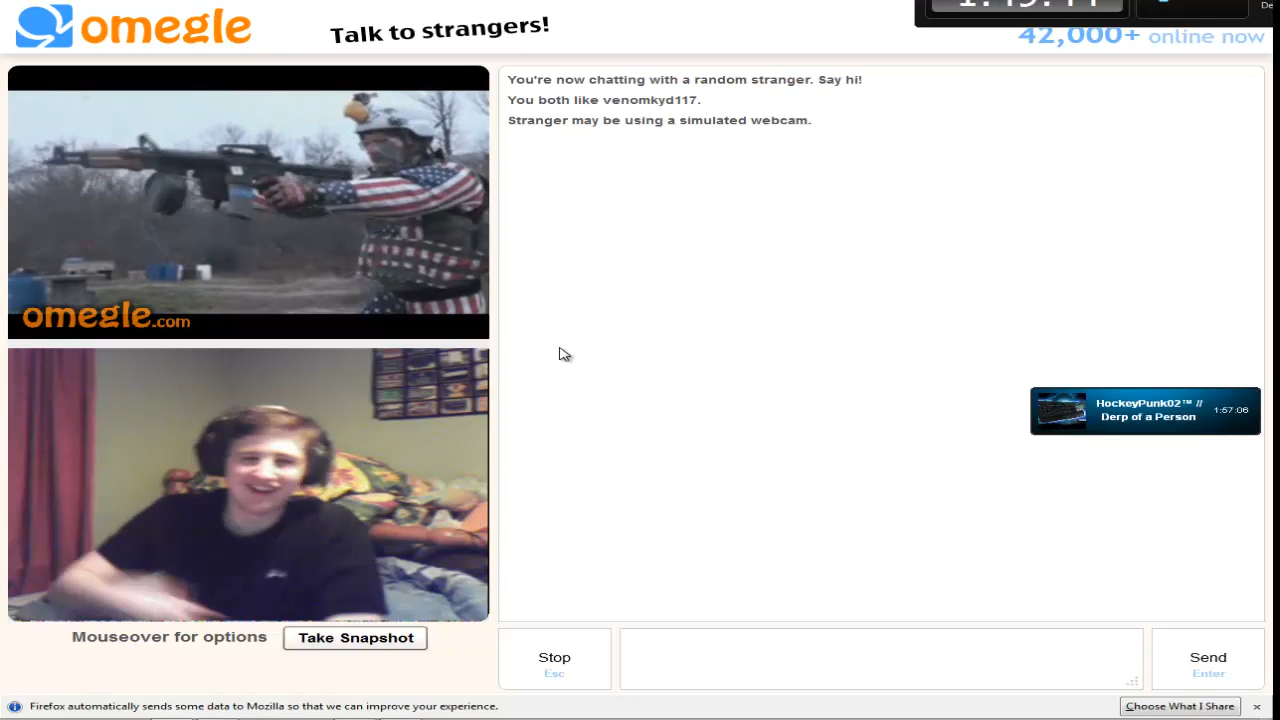 omegle
Talk to strangers!
42,000+ online now
You're now chatting with a random stranger. Say hi!
You both like venomkyd117.
Stranger may be using a simulated webcam.
omegle.com
HockeyPunk02™ //
Derp of a Person
1:57:06
Mouseover for options
Take Snapshot
Stop
Esc
Send
Enter
Firefox automatically sends some data to Mozilla so that we can improve your experience.
Choose What I Share